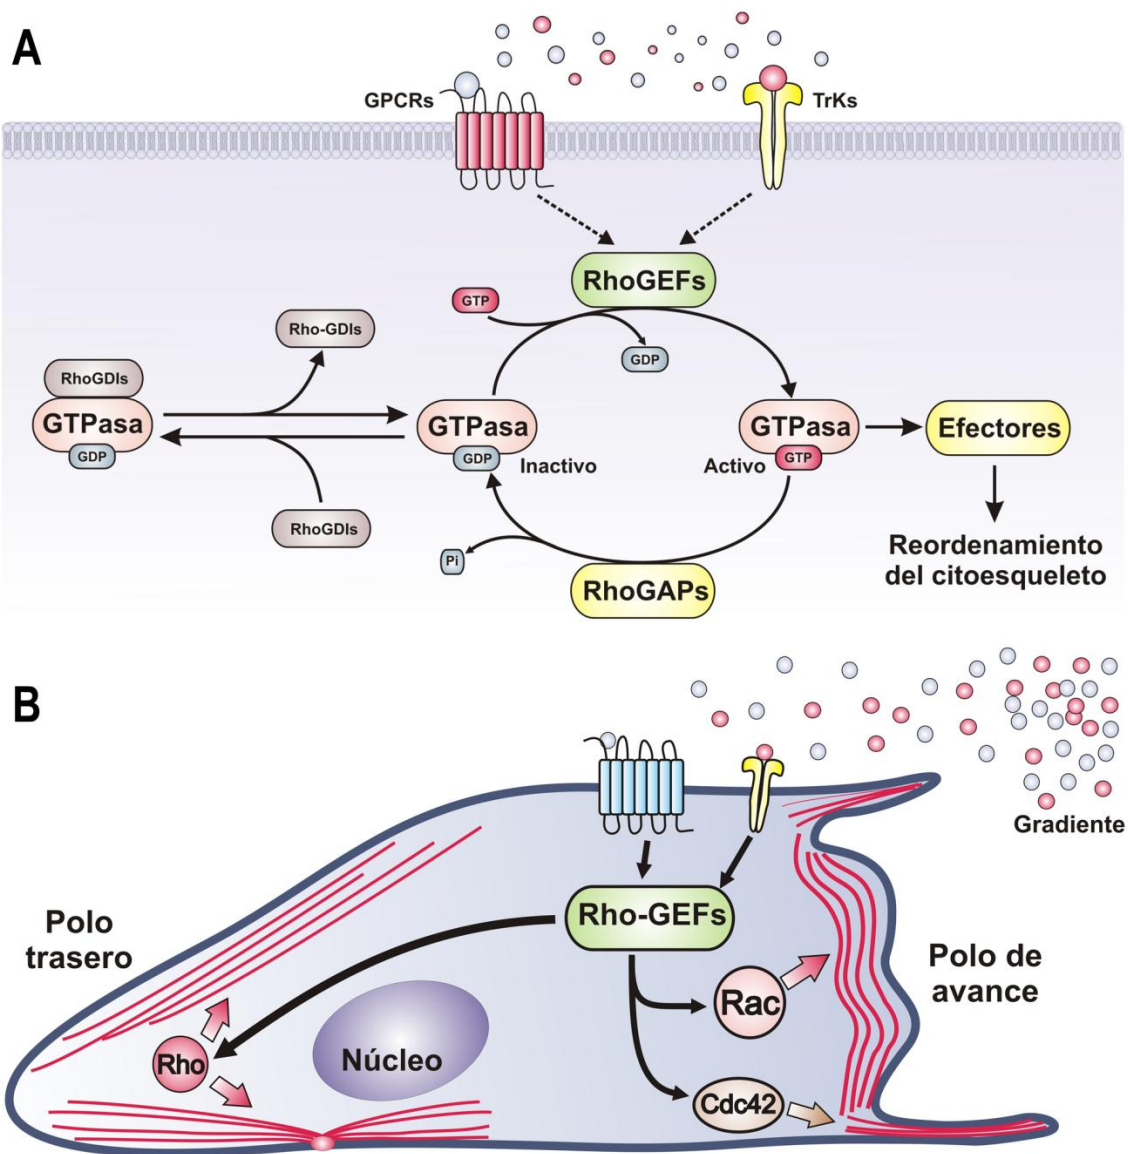 A
GPCRs
TrKs
RhoGEFs
GTP
GDP
Rho-GDIs
RhoGDIs
GTPasa
GDP
GTPasa
GDP
Inactivo
GTPasa
GTP
Activo
Efectores
RhoGDIs
Pi
RhoGAPs
Reordenamiento
del citoesqueleto
B
Gradiente
Polo
trasero
Rho-GEFs
Polo de
avance
Rac
Rho
Núcleo
Cdc42